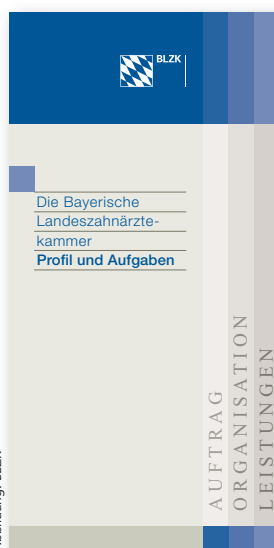 BLZK
Die Bayerische
Landeszahnärzte-
kammer
Profil und Aufgaben
AUFTRAG
ORGANISATION
LEISTUNGEN